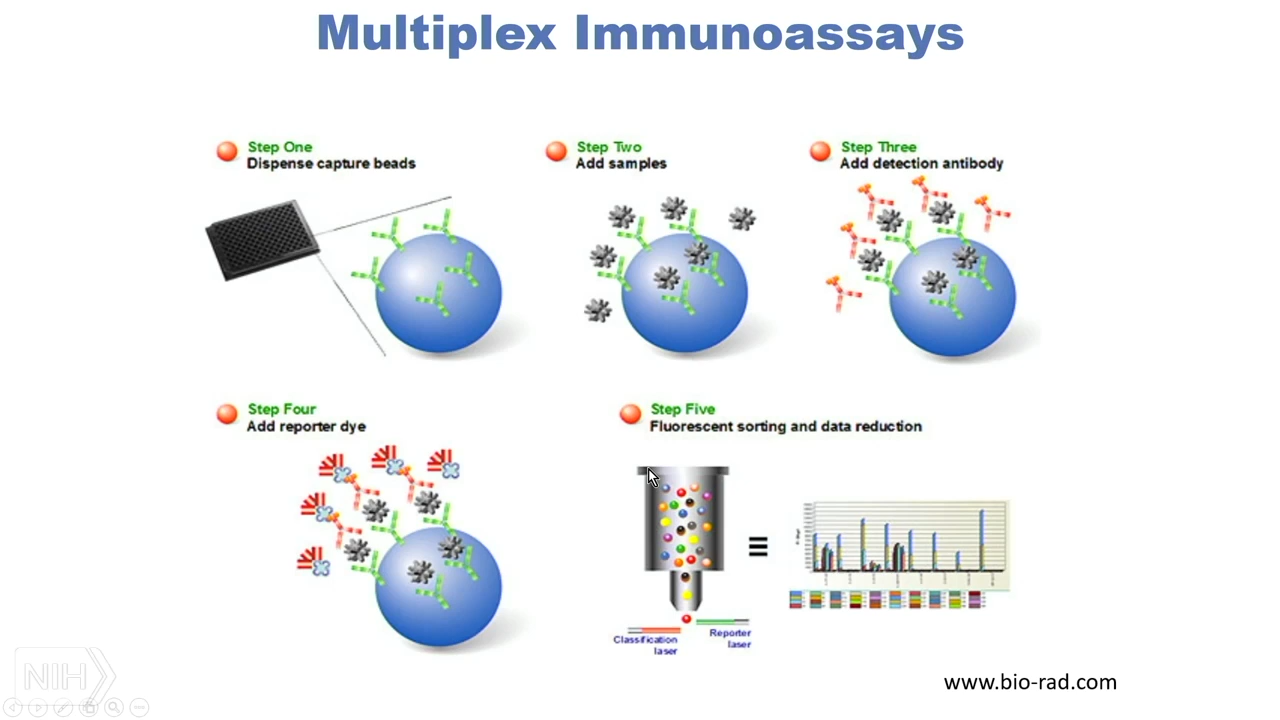 Multiplex Immunoassays
Step One
Dispense capture beads
Step Two
Add samples
Step Three
Add detection antibody
Step Four
Add reporter dye
Step Five
Fluorescent sorting and data reduction
Classification
laser
Reporter
laser
NIH
www.bio-rad.com